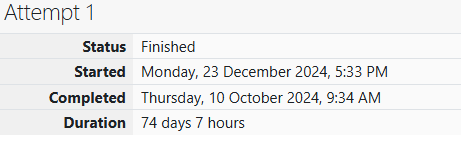 Attempt 1
Status Finished
Started Monday, 23 December 2024, 5:33 PM
Completed Thursday, 10 October 2024, 9:34 AM
Duration 74 days 7 hours